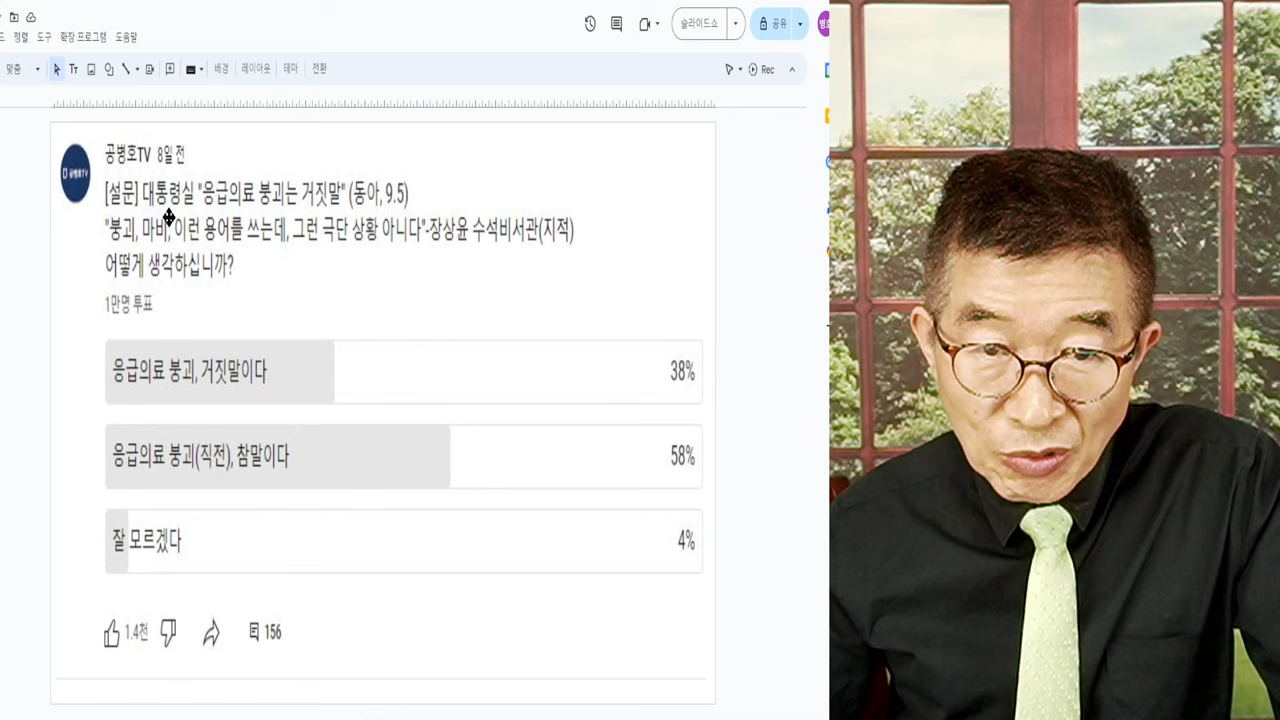 정렬 도구 확장 프로그램 도움말
슬라이드쇼
공유
맞춤
배경 레이아웃 테마 전환
Rec
공병호TV
공병호TV 8일 전
[설문] 대통령실 "응급의료 붕괴는 거짓말" (동아, 9.5)
"붕괴, 마비, 이런 용어를 쓰는데, 그런 극단 상황 아니다"-장상윤 수석비서관(지적)
어떻게 생각하십니까?
1만명 투표
응급의료 붕괴, 거짓말이다 38%
응급의료 붕괴(직전), 참말이다 58%
잘 모르겠다 4%
1.4천 156